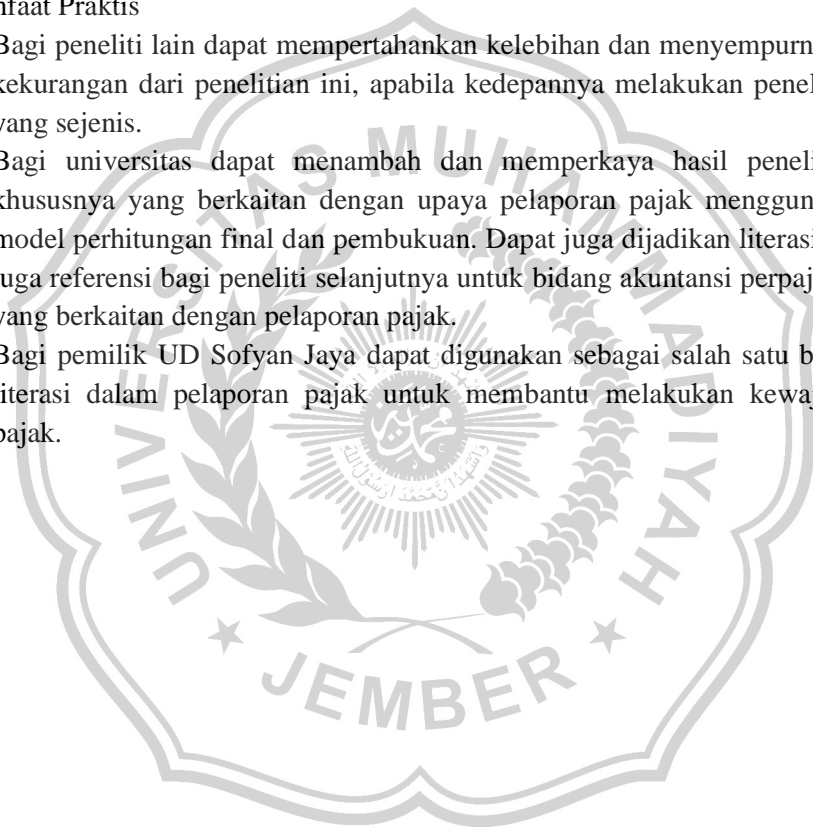 nfaat Praktis
Bagi peneliti lain dapat mempertahankan kelebihan dan menyempurn
kekurangan dari penelitian ini, apabila kedepannya melakukan penel
yang sejenis.
Bagi universitas dapat menambah dan memperkaya hasil peneli
khususnya yang berkaitan dengan upaya pelaporan pajak menggun
model perhitungan final dan pembukuan. Dapat juga dijadikan literasi
juga referensi bagi peneliti selanjutnya untuk bidang akuntansi perpaj
yang berkaitan dengan pelaporan pajak.
Bagi pemilik UD Sofyan Jaya dapat digunakan sebagai salah satu b
literasi dalam pelaporan pajak untuk membantu melakukan kewaj
pajak.
UNIVERSITAS MUHAMMADIYAH
JEMBER